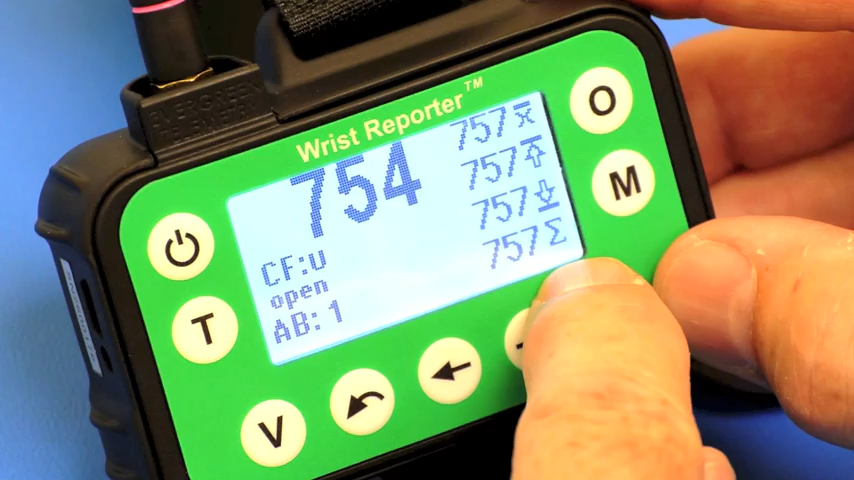 EVERGREEN
TELEMETRY
Wrist Reporter™
754
757 x̄
757
757
757 Σ
CF:U
open
AB: 1
O
M
T
V